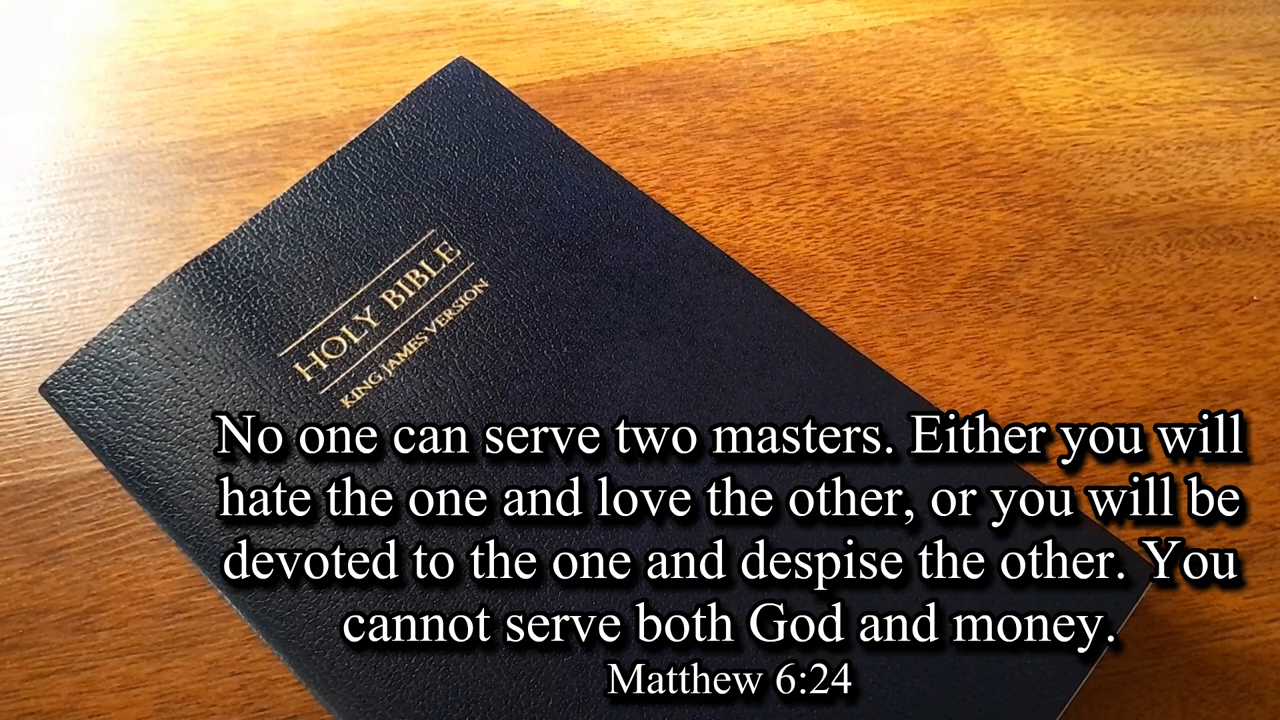 HOLY BIBLE
KING JAMES VERSION
No one can serve two masters. Either you will
hate the one and love the other, or you will be
devoted to the one and despise the other. You
cannot serve both God and money.
Matthew 6:24